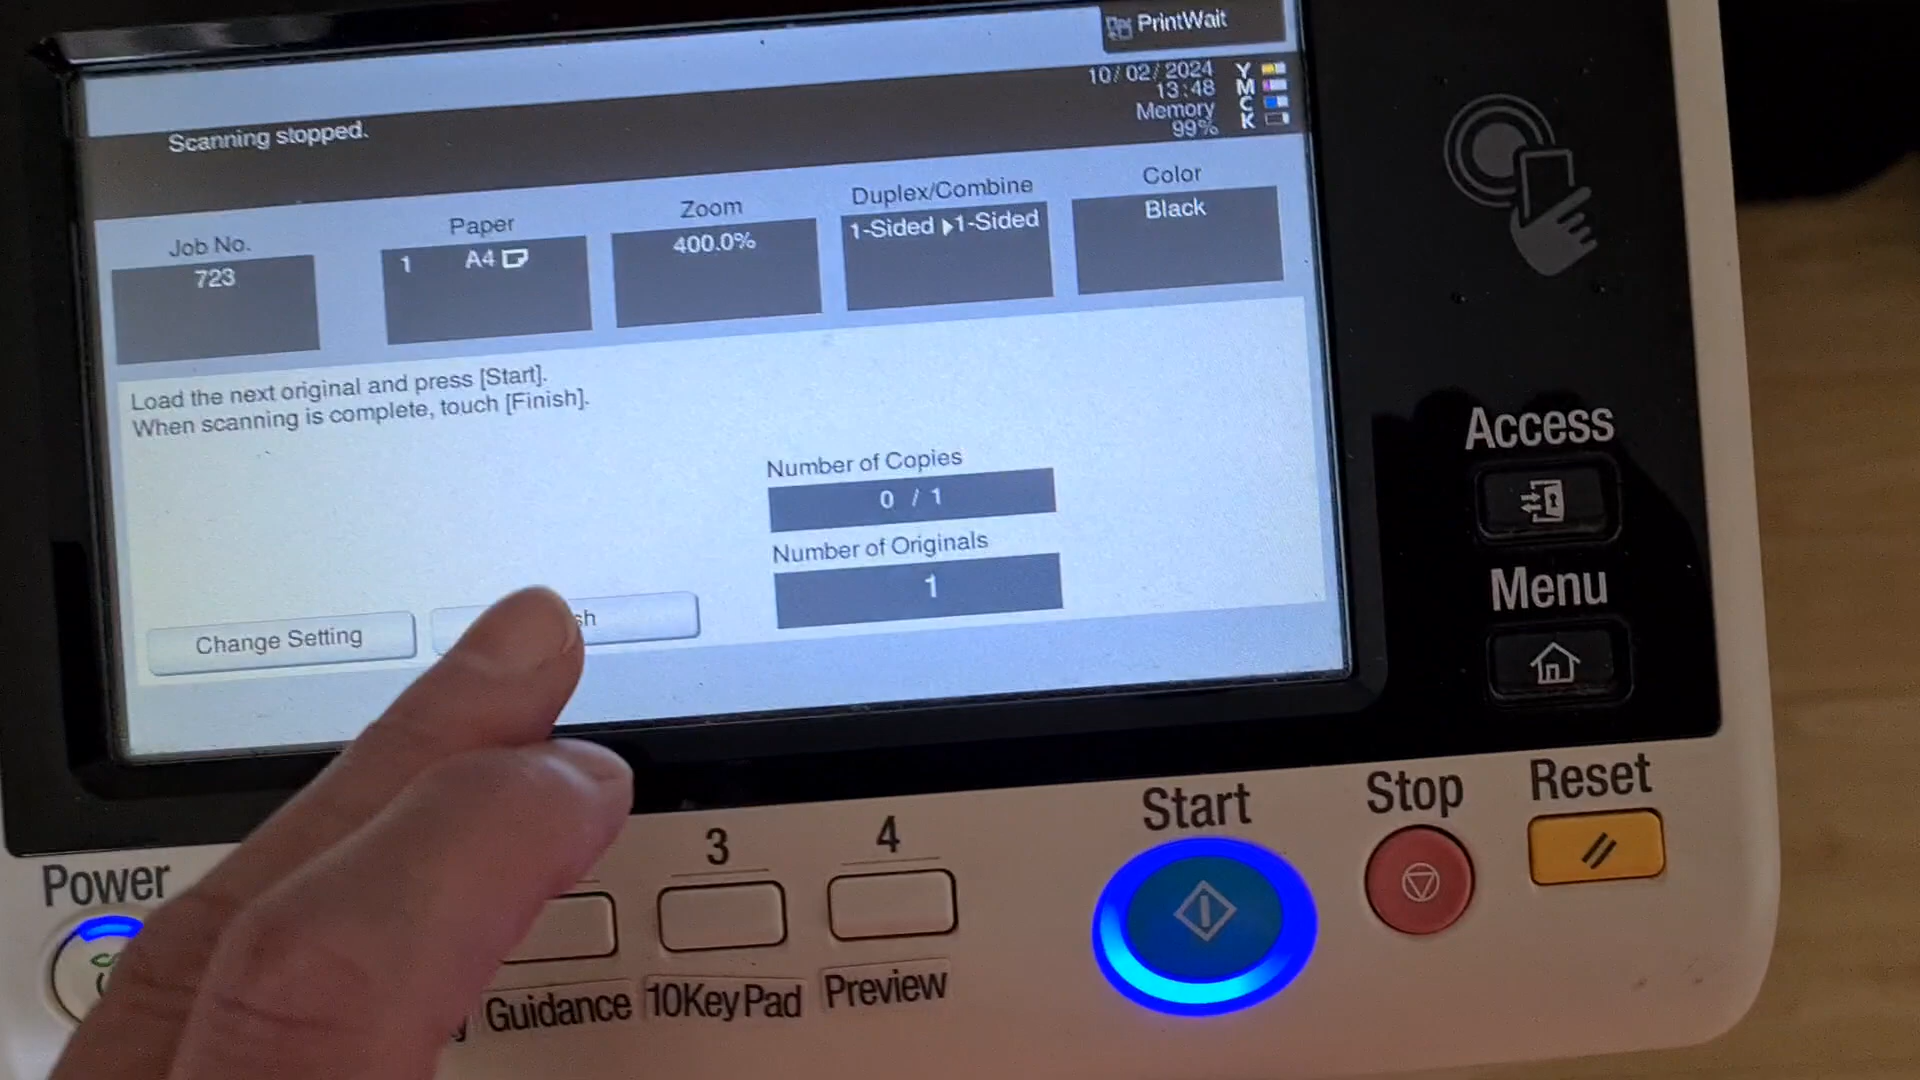 PrintWait
10/02/2024
13:48
Memory
99%
Y
M
C
K
Scanning stopped.
Job No.
723
Paper
1 A4
Zoom
400.0%
Duplex/Combine
1-Sided ▶1-Sided
Color
Black
Load the next original and press [Start].
When scanning is complete, touch [Finish].
Number of Copies
0 / 1
Number of Originals
1
Change Setting
sh
Access
Menu
Power
3
4
Start
Stop
Reset
Guidance
10KeyPad
Preview